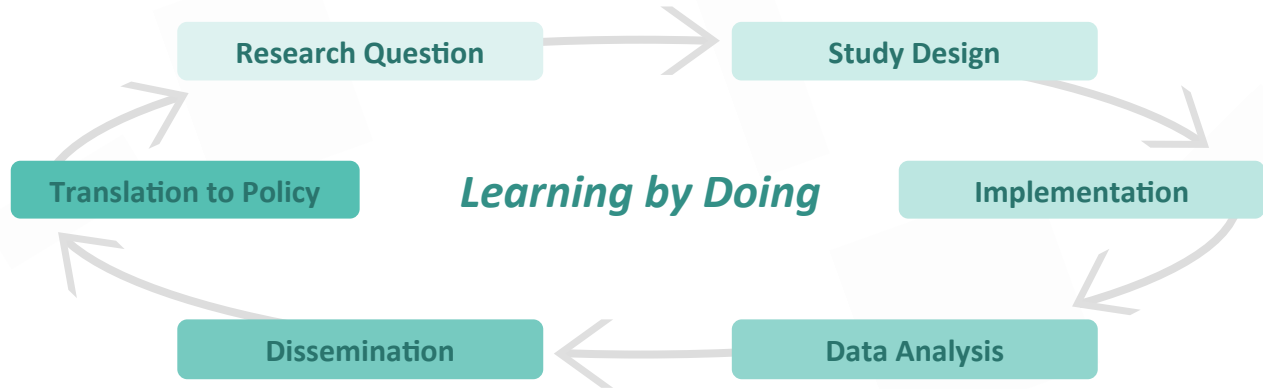 Research Question
Study Design
Translation to Policy
Learning by Doing
Implementation
Dissemination
Data Analysis